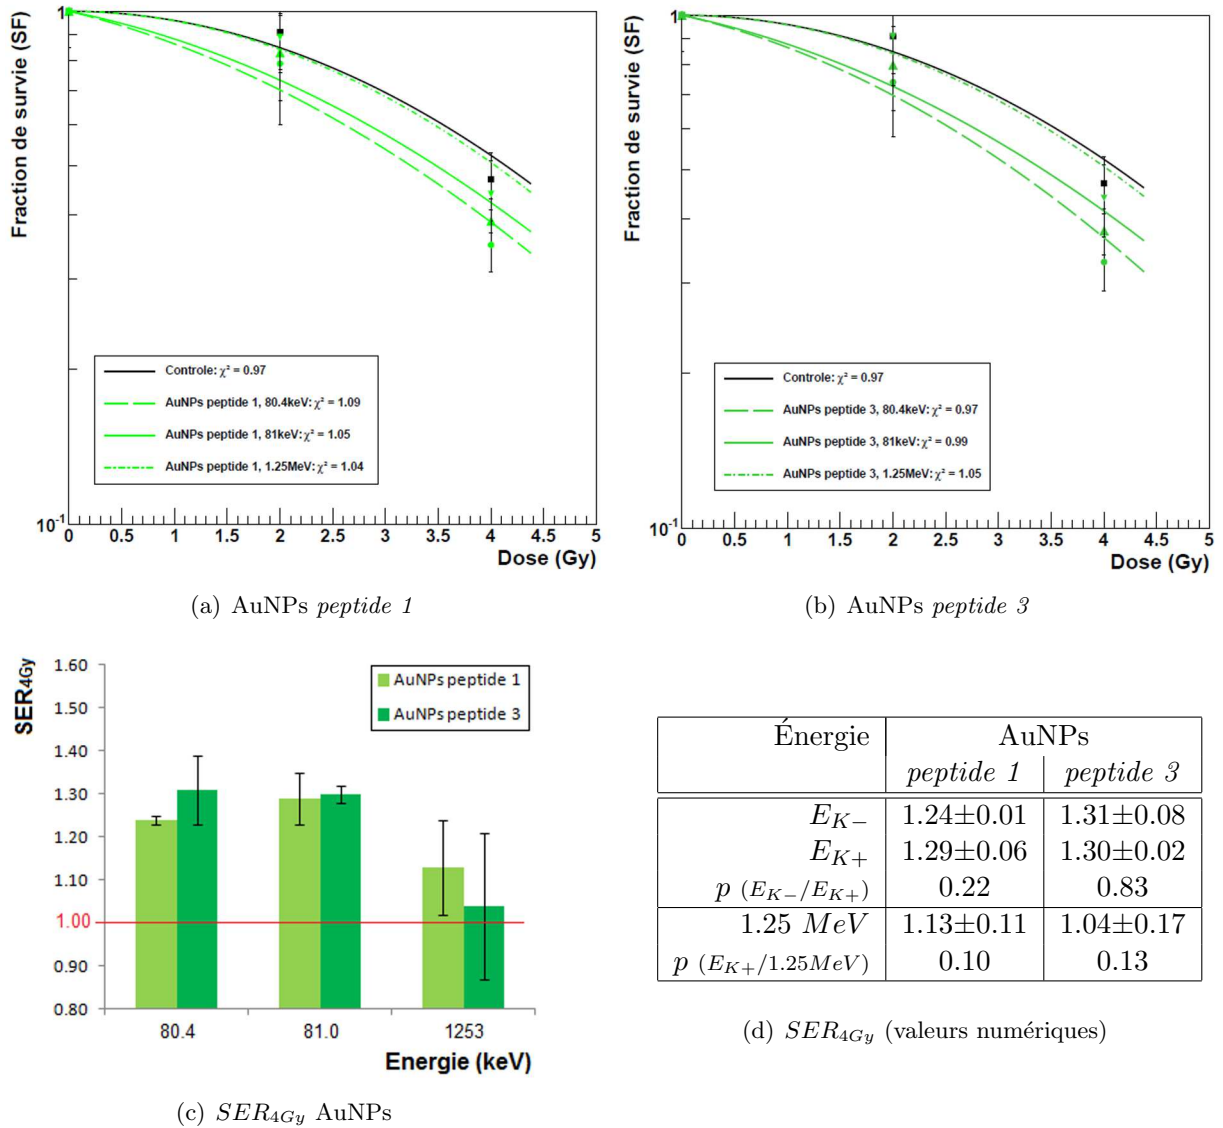 Fraction de survie (SF)
1
10⁻¹
0 0.5 1 1.5 2 2.5 3 3.5 4 4.5 5
Dose (Gy)
Controle: χ² = 0.97
AuNPs peptide 1, 80.4keV: χ² = 1.09
AuNPs peptide 1, 81keV: χ² = 1.05
AuNPs peptide 1, 1.25MeV: χ² = 1.04
(a) AuNPs peptide 1
Fraction de survie (SF)
1
10⁻¹
0 0.5 1 1.5 2 2.5 3 3.5 4 4.5 5
Dose (Gy)
Controle: χ² = 0.97
AuNPs peptide 3, 80.4keV: χ² = 0.97
AuNPs peptide 3, 81keV: χ² = 0.99
AuNPs peptide 3, 1.25MeV: χ² = 1.05
(b) AuNPs peptide 3
SER4Gy
1.60
1.50
1.40
1.30
1.20
1.10
1.00
0.90
0.80
AuNPs peptide 1
AuNPs peptide 3
80.4 81.0 1253
Energie (keV)
(c) SER4Gy AuNPs
Énergie AuNPs
peptide 1 peptide 3
EK− 1.24±0.01 1.31±0.08
EK+ 1.29±0.06 1.30±0.02
p (EK−/EK+) 0.22 0.83
1.25 MeV 1.13±0.11 1.04±0.17
p (EK+/1.25MeV) 0.10 0.13
(d) SER4Gy (valeurs numériques)